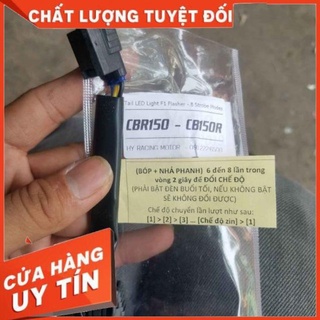 CHẤT LƯỢNG TUYỆT ĐỐI
Tail LED Light F1 Flasher - 8 Strobe Modes
CBR150 - CB150R
HY RACING MOTOR -
(BÓP + NHẢ PHANH) 6 đến 8 lần trong
vòng 2 giây để ĐỔI CHẾ ĐỘ
(PHẢI BẬT ĐÈN BUỔI TỐI, NẾU KHÔNG BẬT
SẼ KHÔNG ĐỔI ĐƯỢC)
Chế độ chuyển lần lượt như sau:
[1] > [2] > [3] ... [Chế độ zin] > [1]
CỬA HÀNG
UY TÍN